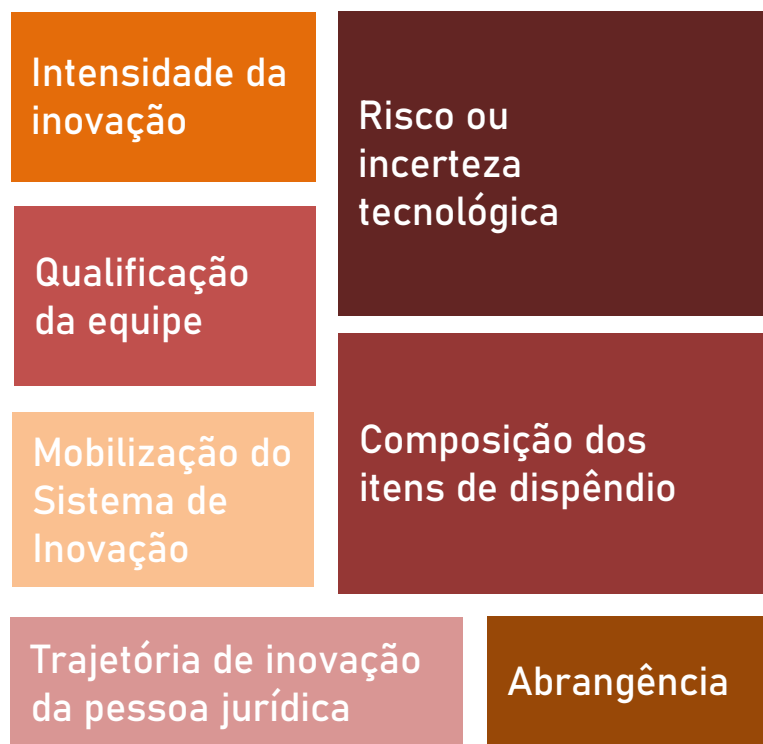 Intensidade da
inovação
Risco ou
incerteza
tecnológica
Qualificação
da equipe
Composição dos
itens de dispêndio
Mobilização do
Sistema de
Inovação
Trajetória de inovação
da pessoa jurídica
Abrangência